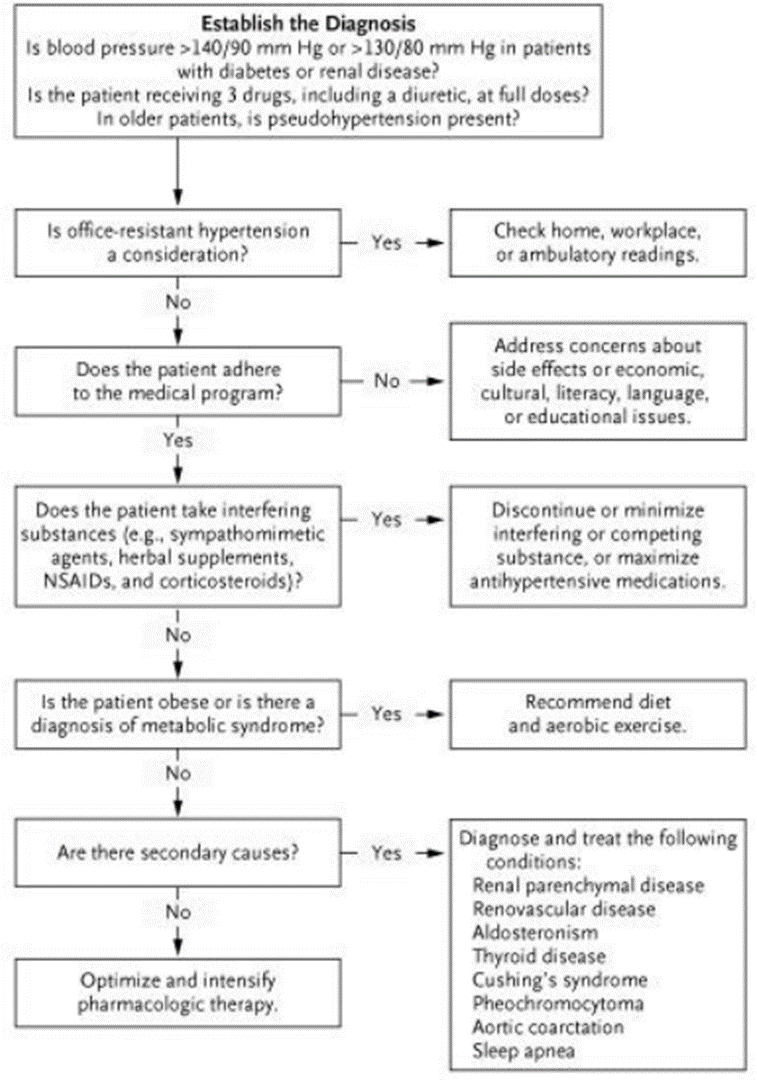 Establish the Diagnosis
Is blood pressure >140/90 mm Hg or >130/80 mm Hg in patients
with diabetes or renal disease?
Is the patient receiving 3 drugs, including a diuretic, at full doses?
In older patients, is pseudohypertension present?
Is office-resistant hypertension
a consideration?
Yes
Check home, workplace,
or ambulatory readings.
No
Does the patient adhere
to the medical program?
No
Address concerns about
side effects or economic,
cultural, literacy, language,
or educational issues.
Yes
Does the patient take interfering
substances (e.g., sympathomimetic
agents, herbal supplements,
NSAIDs, and corticosteroids)?
Yes
Discontinue or minimize
interfering or competing
substance, or maximize
antihypertensive medications.
No
Is the patient obese or is there a
diagnosis of metabolic syndrome?
Yes
Recommend diet
and aerobic exercise.
No
Are there secondary causes?
Yes
Diagnose and treat the following
conditions:
Renal parenchymal disease
Renovascular disease
Aldosteronism
Thyroid disease
Cushing's syndrome
Pheochromocytoma
Aortic coarctation
Sleep apnea
No
Optimize and intensify
pharmacologic therapy.